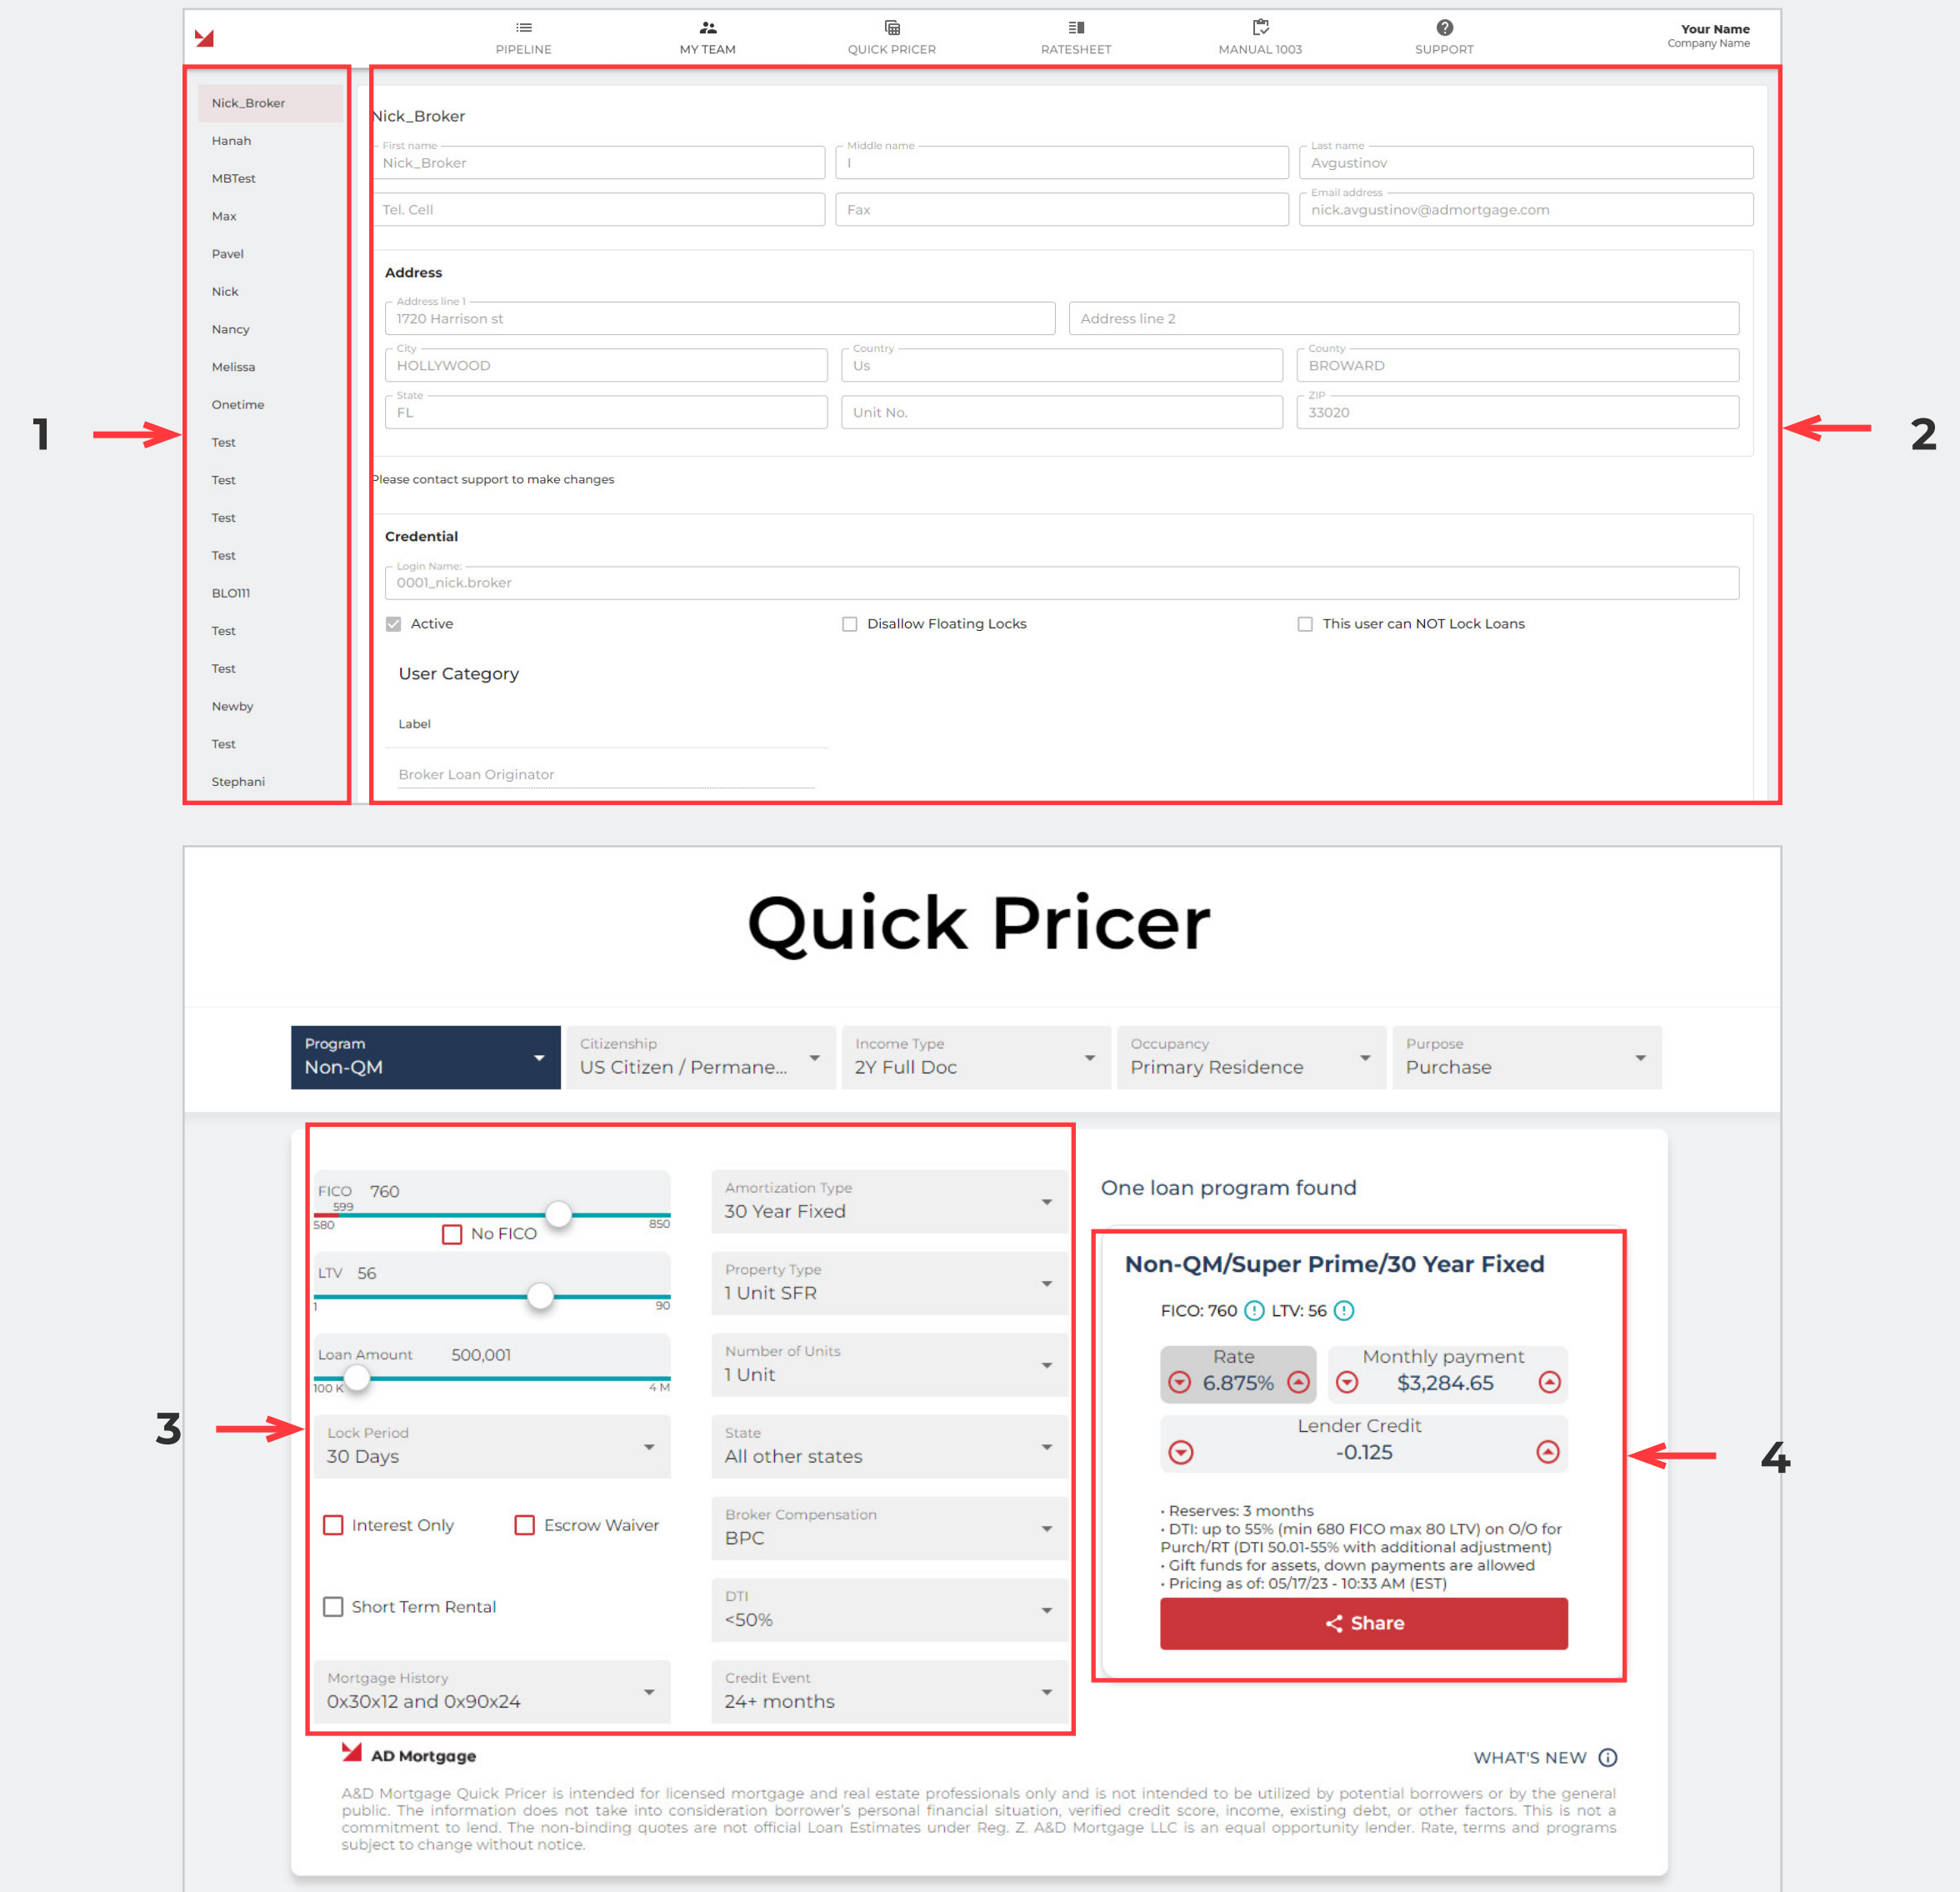 PIPELINE
MY TEAM
QUICK PRICER
RATESHEET
MANUAL 1003
SUPPORT
Your Name
Company Name
Nick_Broker
Hanah
MBTest
Max
Pavel
Nick
Nancy
Melissa
Onetime
Test
Test
Test
Test
BLO111
Test
Test
Newby
Test
Stephani
1
Nick_Broker
First name
Nick_Broker
Middle name
I
Last name
Avgustinov
Tel. Cell
Fax
Email address
nick.avgustinov@admortgage.com
Address
Address line 1
1720 Harrison st
Address line 2
City
HOLLYWOOD
Country
Us
County
BROWARD
State
FL
Unit No.
ZIP
33020
Please contact support to make changes
Credential
Login Name:
0001_nick.broker
Active
Disallow Floating Locks
This user can NOT Lock Loans
User Category
Label
Broker Loan Originator
2
Quick Pricer
Program
Non-QM
Citizenship
US Citizen / Permane...
Income Type
2Y Full Doc
Occupancy
Primary Residence
Purpose
Purchase
3
FICO 760
599
580
850
No FICO
LTV 56
1
90
Loan Amount 500,001
100 K
4 M
Lock Period
30 Days
Interest Only
Escrow Waiver
Short Term Rental
Mortgage History
0x30x12 and 0x90x24
Amortization Type
30 Year Fixed
Property Type
1 Unit SFR
Number of Units
1 Unit
State
All other states
Broker Compensation
BPC
DTI
<50%
Credit Event
24+ months
One loan program found
Non-QM/Super Prime/30 Year Fixed
FICO: 760 LTV: 56
Rate
6.875%
Monthly payment
$3,284.65
Lender Credit
-0.125
• Reserves: 3 months
• DTI: up to 55% (min 680 FICO max 80 LTV) on O/O for
Purch/RT (DTI 50.01-55% with additional adjustment)
• Gift funds for assets, down payments are allowed
• Pricing as of: 05/17/23 - 10:33 AM (EST)
Share
4
AD Mortgage
WHAT'S NEW
A&D Mortgage Quick Pricer is intended for licensed mortgage and real estate professionals only and is not intended to be utilized by potential borrowers or by the general
public. The information does not take into consideration borrower's personal financial situation, verified credit score, income, existing debt, or other factors. This is not a
commitment to lend. The non-binding quotes are not official Loan Estimates under Reg. Z. A&D Mortgage LLC is an equal opportunity lender. Rate, terms and programs
subject to change without notice.